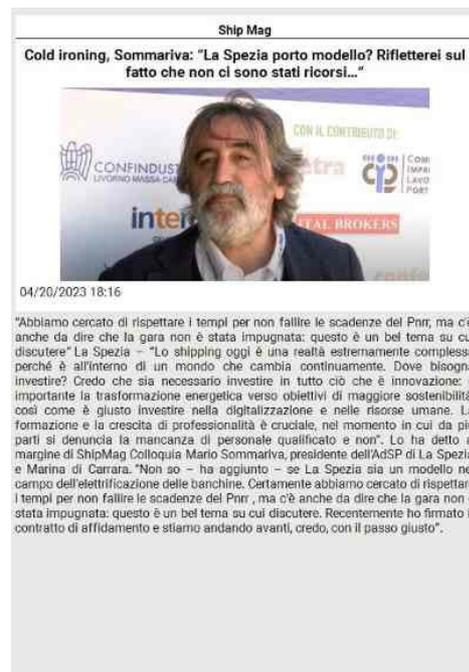 Ship Mag
Cold ironing, Sommariva: “La Spezia porto modello? Rifletterei sul
fatto che non ci sono stati ricorsi…”
CON IL CONTRIBUTO DI:
CONFINDUST
LIVORNO MASSA CAR
tra
COM
IMPR
LAVO
PORT
inte
TAL BROKERS
confe
04/20/2023 18:16
“Abbiamo cercato di rispettare i tempi per non fallire le scadenze del Pnrr, ma c'è
anche da dire che la gara non è stata impugnata: questo è un bel tema su cui
discutere” La Spezia – “Lo shipping oggi è una realtà estremamente complessa
perché è all'interno di un mondo che cambia continuamente. Dove bisogna
investire? Credo che sia necessario investire in tutto ciò che è innovazione:
importante la trasformazione energetica verso obiettivi di maggiore sostenibilità
così come è giusto investire nella digitalizzazione e nelle risorse umane. La
formazione e la crescita di professionalità è cruciale, nel momento in cui da più
parti si denuncia la mancanza di personale qualificato e non”. Lo ha detto a
margine di ShipMag Colloquia Mario Sommariva, presidente dell'AdSP di La Spezia
e Marina di Carrara. “Non so – ha aggiunto – se La Spezia sia un modello nel
campo dell'elettrificazione delle banchine. Certamente abbiamo cercato di rispettare
i tempi per non fallire le scadenze del Pnrr , ma c'è anche da dire che la gara non
stata impugnata: questo è un bel tema su cui discutere. Recentemente ho firmato i
contratto di affidamento e stiamo andando avanti, credo, con il passo giusto”.